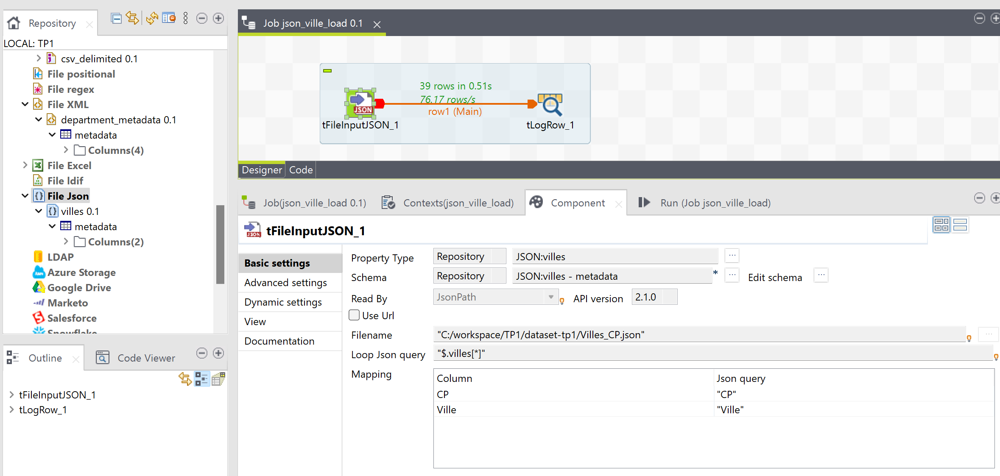 Repository
LOCAL: TP1
csv_delimited 0.1
File positional
File regex
File XML
department_metadata 0.1
metadata
Columns(4)
File Excel
File ldif
File Json
villes 0.1
metadata
Columns(2)
LDAP
Azure Storage
Google Drive
Marketo
Salesforce
Snowflake
Outline
Code Viewer
tFileInputJSON_1
tLogRow_1
Job json_ville_load 0.1
39 rows in 0.51s
76.17 rows/s
row1 (Main)
JSON
tFileInputJSON_1
tLogRow_1
Designer Code
Job(json_ville_load 0.1) Contexts(json_ville_load) Component Run (Job json_ville_load)
JSON
tFileInputJSON_1
Basic settings
Advanced settings
Dynamic settings
View
Documentation
Property Type Repository JSON:villes ...
Schema Repository JSON:villes - metadata * ... Edit schema ...
Read By JsonPath API version 2.1.0
Use Url
Filename "C:/workspace/TP1/dataset-tp1/Villes_CP.json" ...
Loop Json query "$.villes[*]"
Mapping
Column Json query
CP "CP"
Ville "Ville"